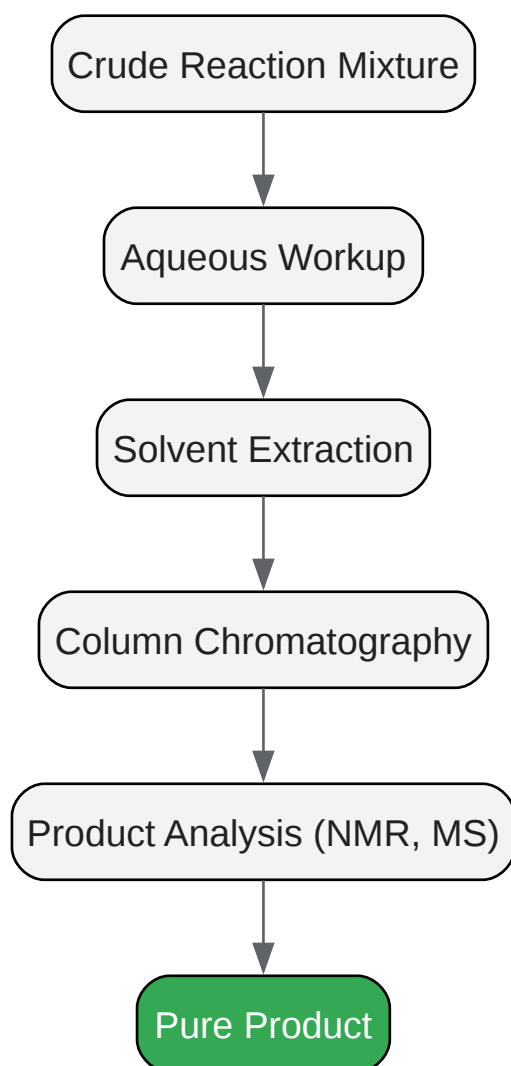 Crude Reaction Mixture
Aqueous Workup
Solvent Extraction
Column Chromatography
Product Analysis (NMR, MS)
Pure Product